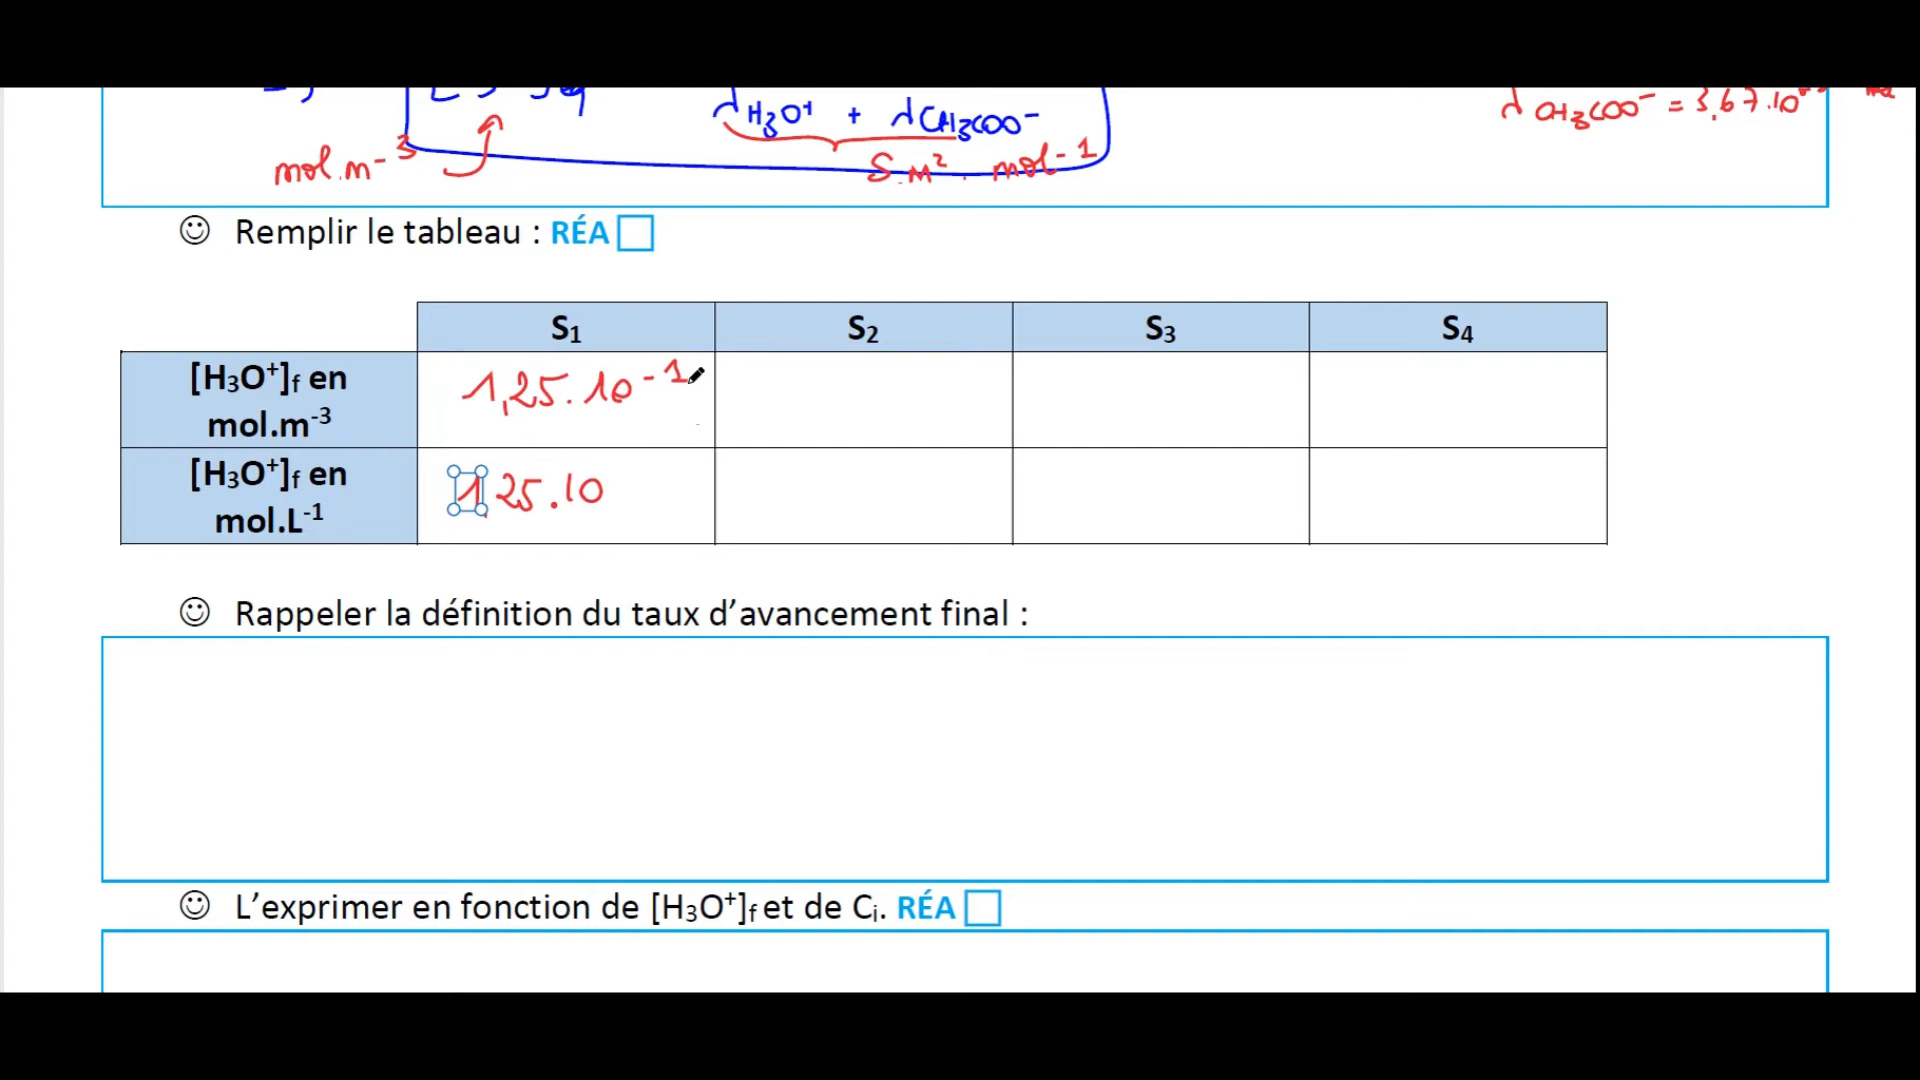 λH₃O⁺ + λCH₃COO⁻
λCH₃COO⁻ = 3,67.10
mol.m⁻³
S.m².mol⁻¹
☺ Remplir le tableau : RÉA ☐
S₁ S₂ S₃ S₄
[H₃O⁺]f en
mol.m⁻³
1,25.10⁻¹
[H₃O⁺]f en
mol.L⁻¹
1,25.10
☺ Rappeler la définition du taux d’avancement final :
☺ L’exprimer en fonction de [H₃O⁺]f et de Cᵢ. RÉA ☐